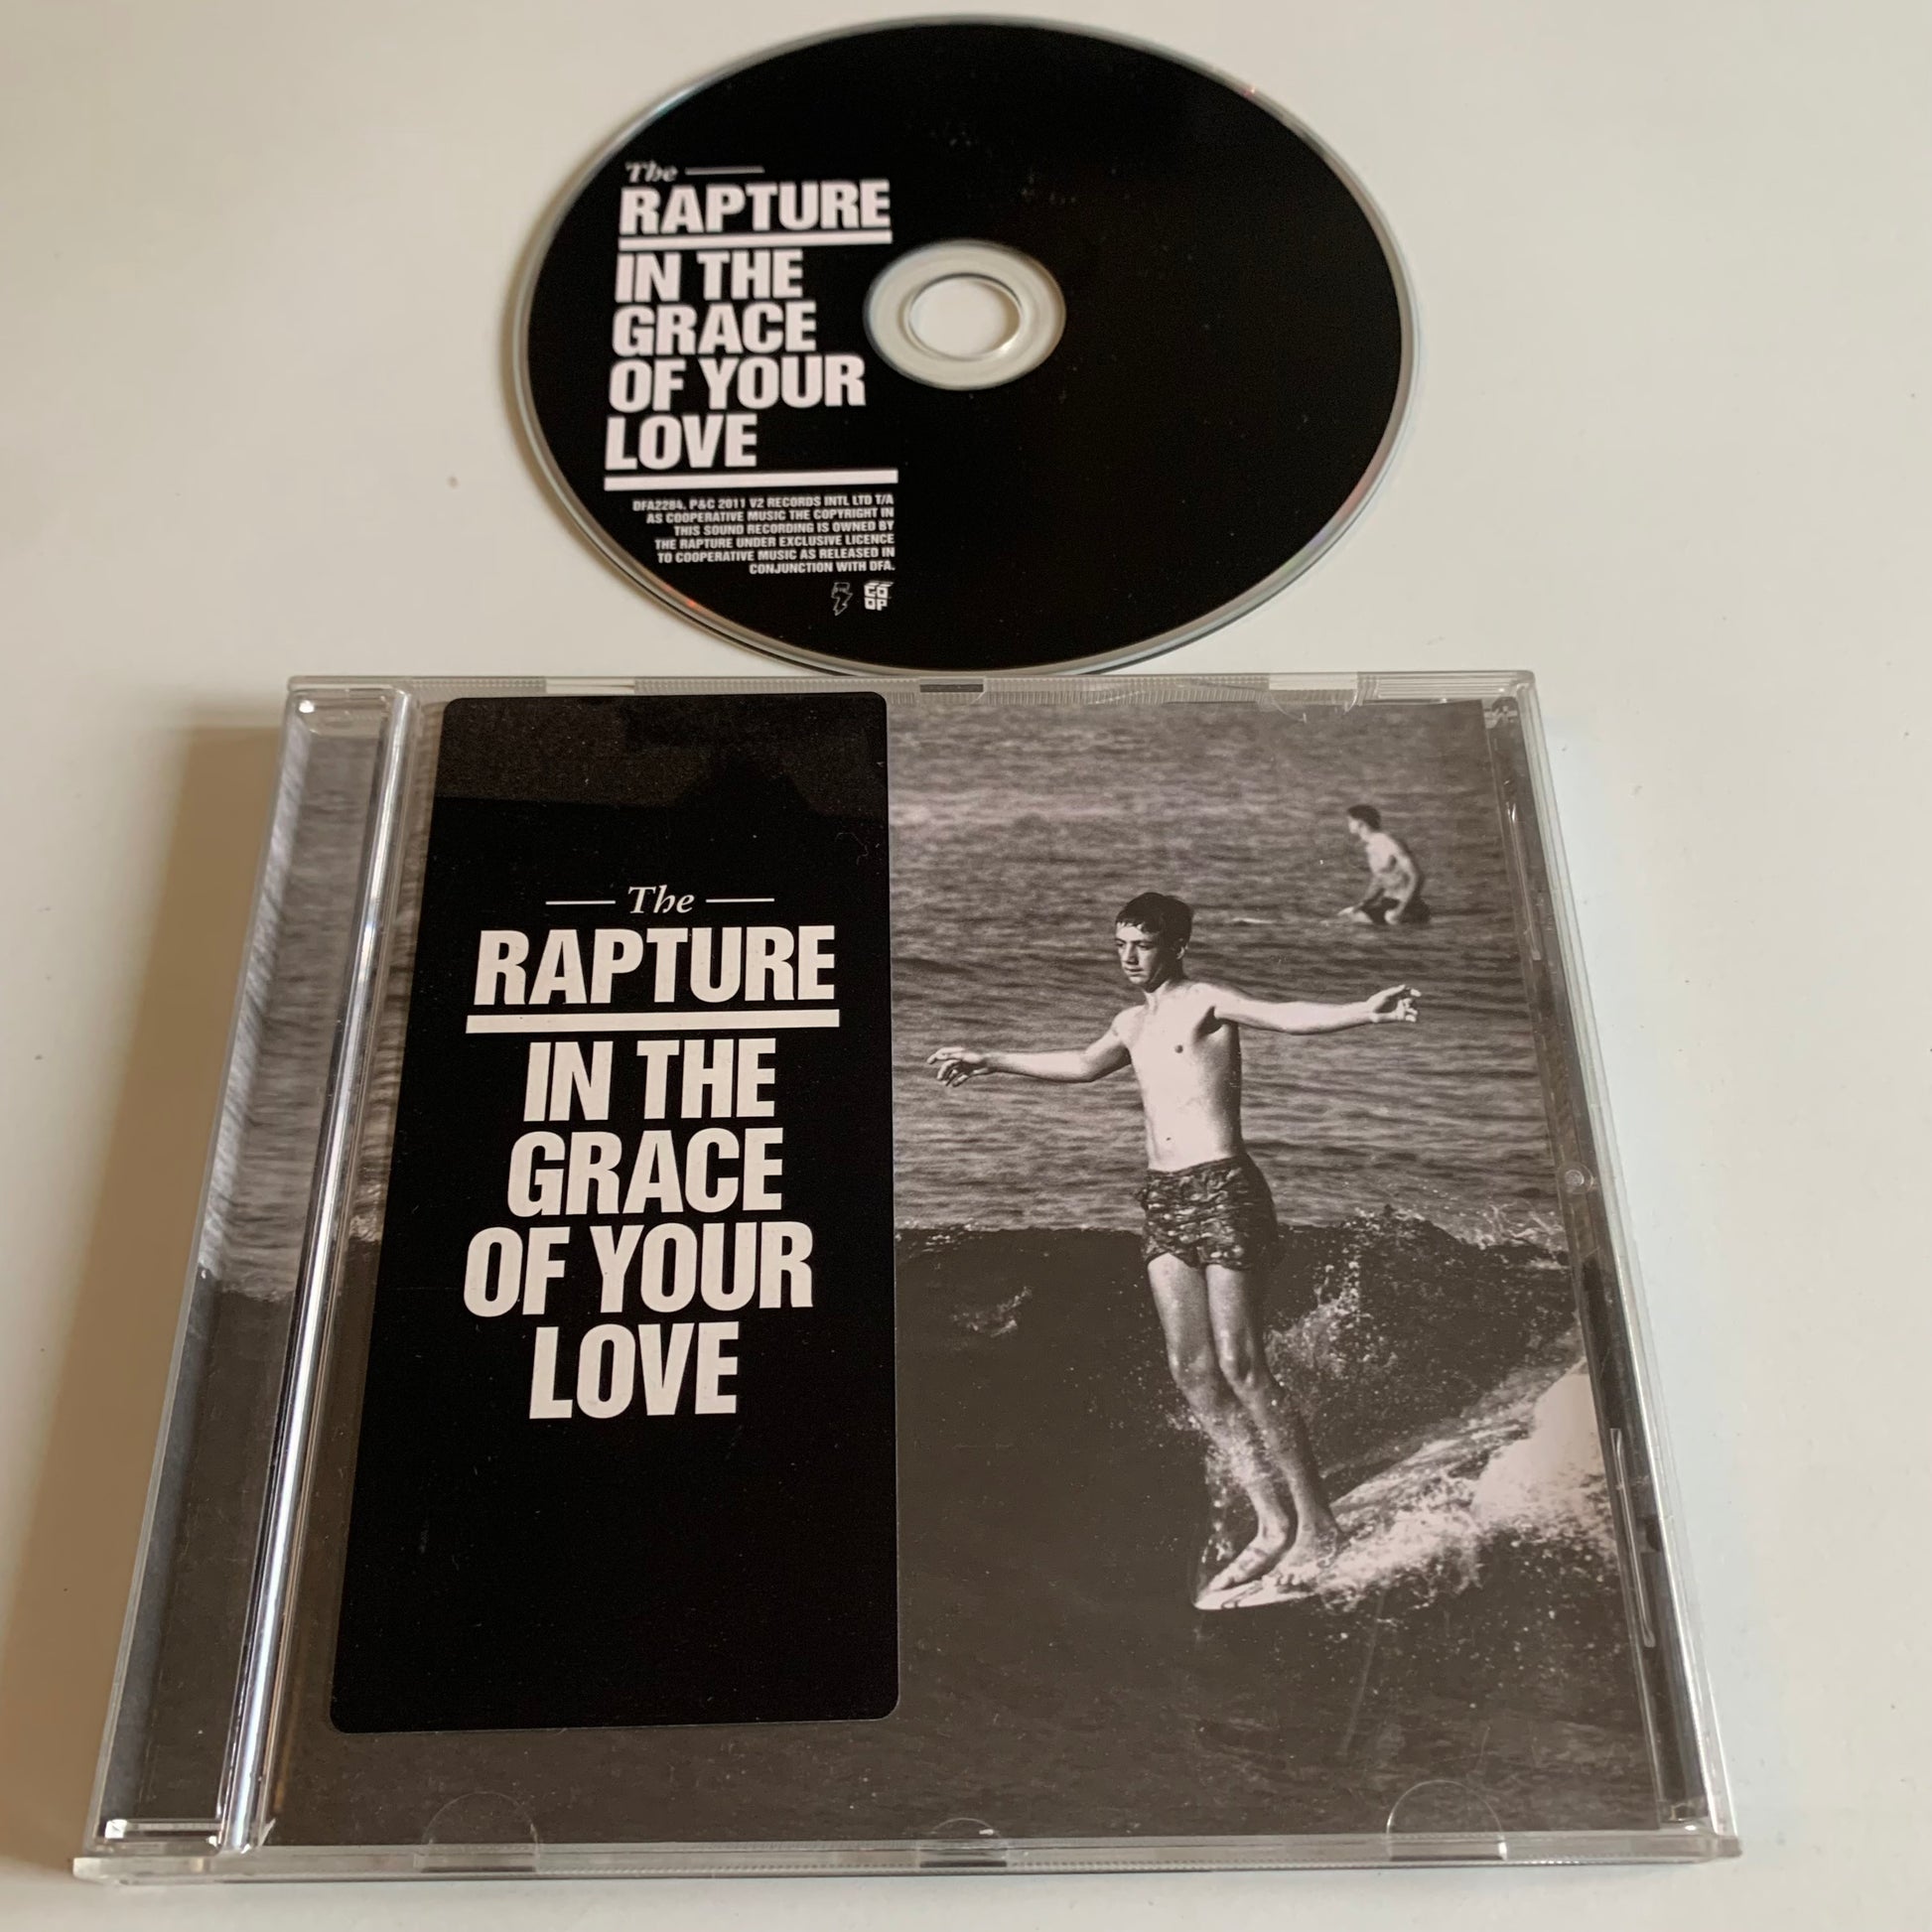 The
RAPTURE
IN THE
GRACE
OF YOUR
LOVE
DFA2284. P&C 2011 V2 RECORDS INTL LTD T/A
AS COOPERATIVE MUSIC THE COPYRIGHT IN
THIS SOUND RECORDING IS OWNED BY
THE RAPTURE UNDER EXCLUSIVE LICENCE
TO COOPERATIVE MUSIC AS RELEASED IN
CONJUNCTION WITH DFA.
CO
OP
The
RAPTURE
IN THE
GRACE
OF YOUR
LOVE